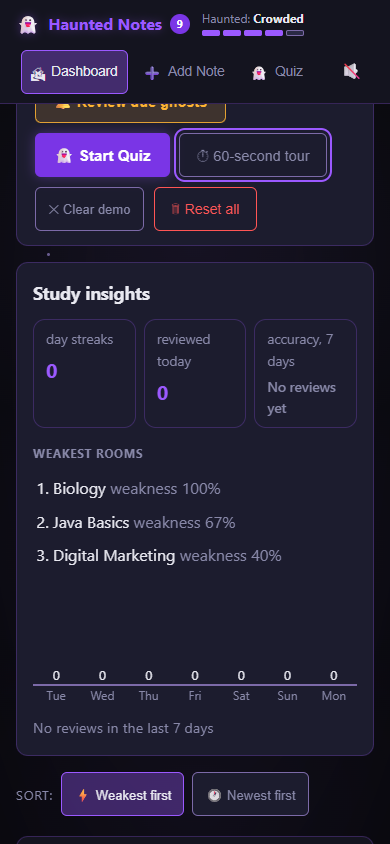 Haunted Notes 9 Haunted: Crowded
Dashboard Add Note Quiz
Review due ghosts
Start Quiz 60-second tour
Clear demo Reset all
Study insights
day streaks
0
reviewed
today
0
accuracy, 7
days
No reviews
yet
WEAKEST ROOMS
1. Biology weakness 100%
2. Java Basics weakness 67%
3. Digital Marketing weakness 40%
0 0 0 0 0 0 0
Tue Wed Thu Fri Sat Sun Mon
No reviews in the last 7 days
SORT: Weakest first Newest first